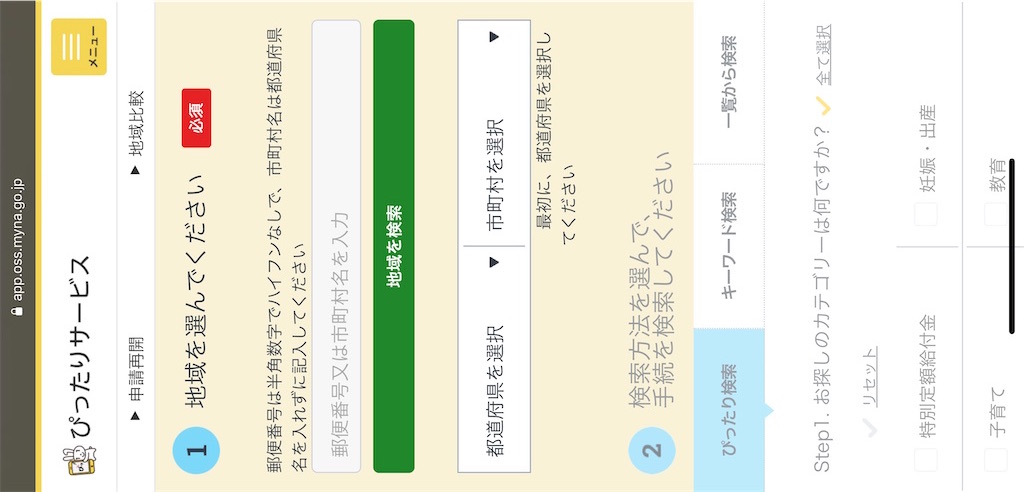 app.oss.myna.go.jp
ぴったりサービス
メニュー
▶ 申請再開
▶ 地域比較
1
地域を選んでください
必須
郵便番号は半角数字でハイフンなしで、市町村名は都道府県
名を入れずに記入してください
郵便番号又は市町村名を入力
地域を検索
都道府県を選択 ▼
市町村を選択 ▼
最初に、都道府県を選択し
てください
2
検索方法を選んで、
手続を検索してください
ぴったり検索
キーワード検索
一覧から検索
Step1. お探しのカテゴリーは何ですか?
全て選択
リセット
特別定額給付金
妊娠・出産
子育て
教育